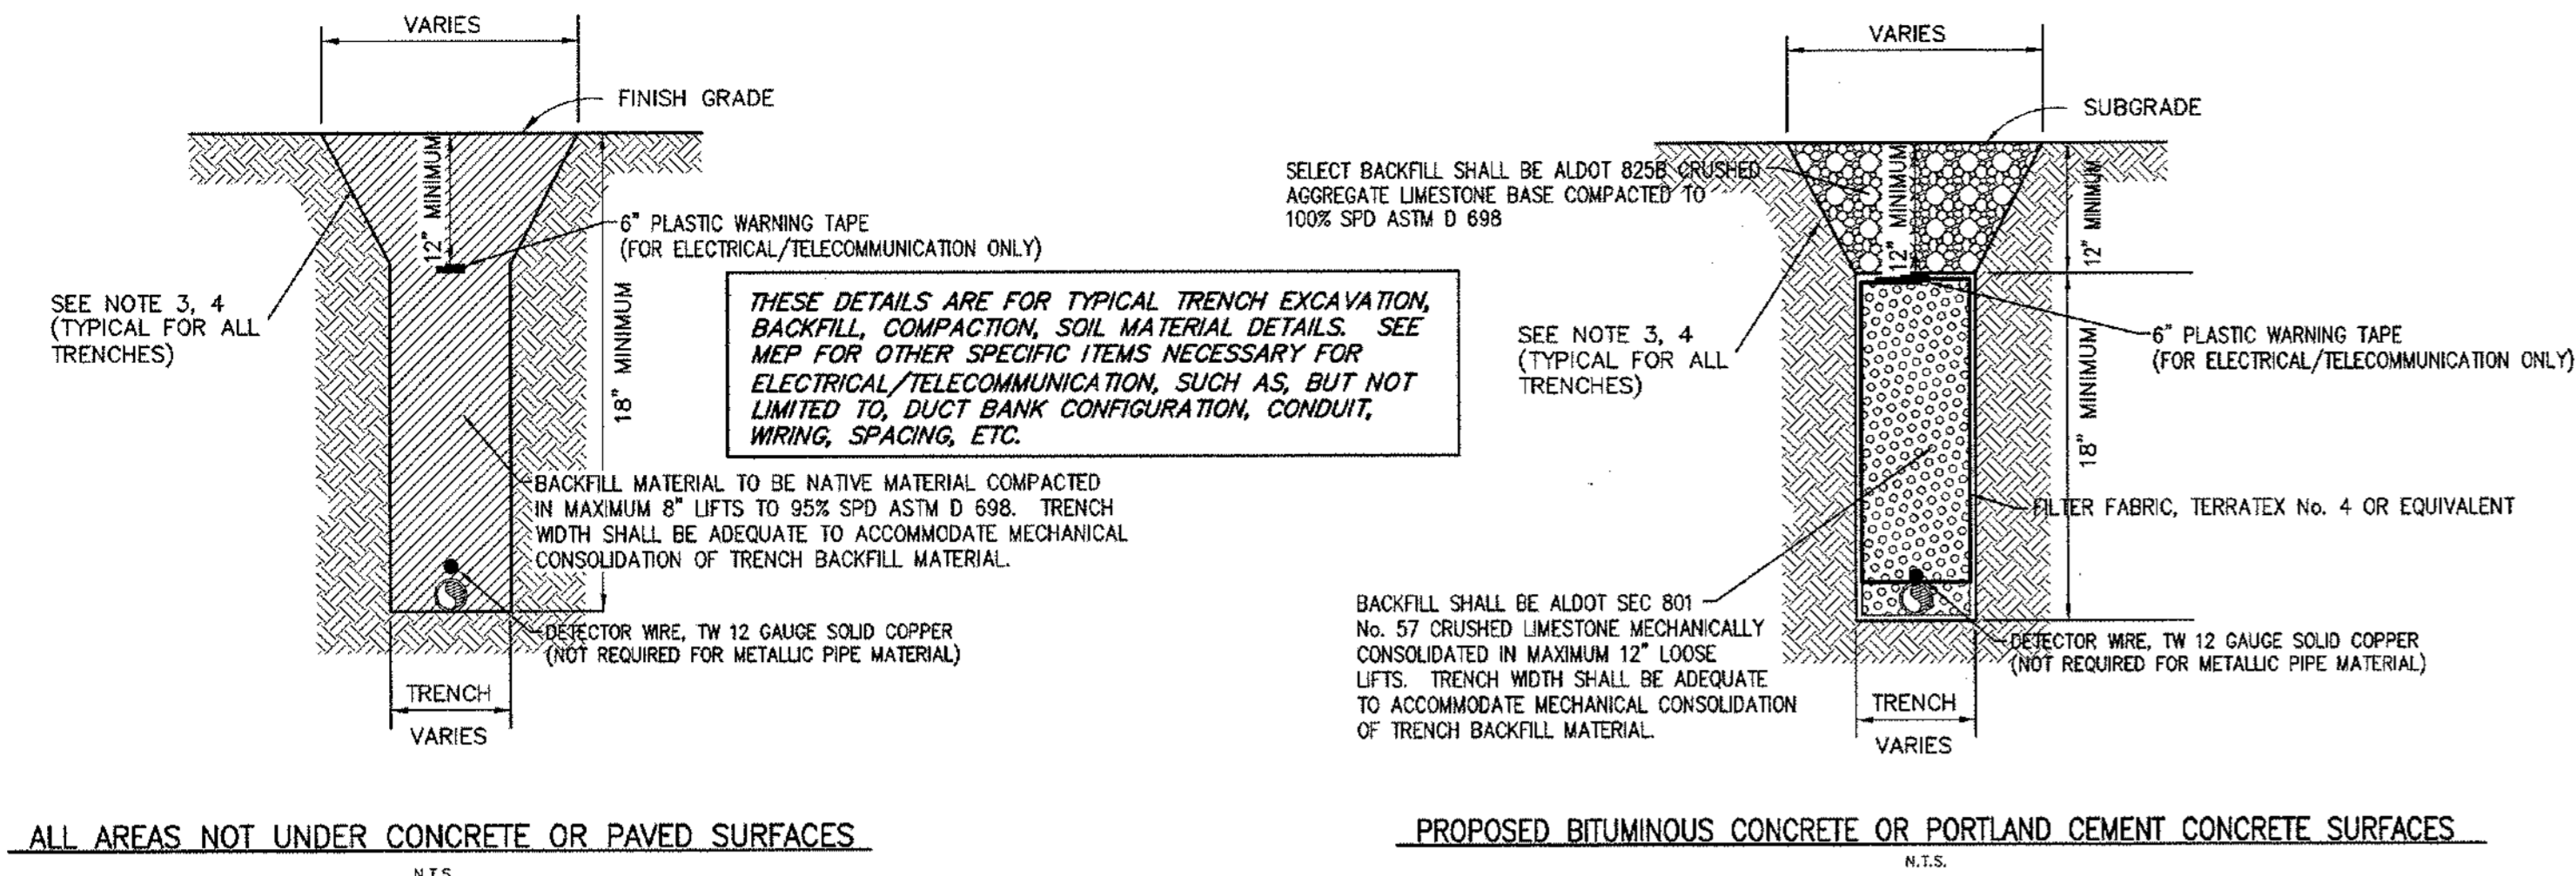 VARIES
FINISH GRADE
12" MINIMUM
6" PLASTIC WARNING TAPE
(FOR ELECTRICAL/TELECOMMUNICATION ONLY)
18" MINIMUM
SEE NOTE 3, 4
(TYPICAL FOR ALL
TRENCHES)
BACKFILL MATERIAL TO BE NATIVE MATERIAL COMPACTED
IN MAXIMUM 8" LIFTS TO 95% SPD ASTM D 698. TRENCH
WIDTH SHALL BE ADEQUATE TO ACCOMMODATE MECHANICAL
CONSOLIDATION OF TRENCH BACKFILL MATERIAL.
DETECTOR WIRE, TW 12 GAUGE SOLID COPPER
(NOT REQUIRED FOR METALLIC PIPE MATERIAL)
TRENCH
VARIES
ALL AREAS NOT UNDER CONCRETE OR PAVED SURFACES
N.T.S.
THESE DETAILS ARE FOR TYPICAL TRENCH EXCAVATION,
BACKFILL, COMPACTION, SOIL MATERIAL DETAILS. SEE
MEP FOR OTHER SPECIFIC ITEMS NECESSARY FOR
ELECTRICAL/TELECOMMUNICATION, SUCH AS, BUT NOT
LIMITED TO, DUCT BANK CONFIGURATION, CONDUIT,
WIRING, SPACING, ETC.
VARIES
SUBGRADE
SELECT BACKFILL SHALL BE ALDOT 825B CRUSHED
AGGREGATE LIMESTONE BASE COMPACTED TO
100% SPD ASTM D 698
12" MINIMUM
12" MINIMUM
SEE NOTE 3, 4
(TYPICAL FOR ALL
TRENCHES)
6" PLASTIC WARNING TAPE
(FOR ELECTRICAL/TELECOMMUNICATION ONLY)
18" MINIMUM
FILTER FABRIC, TERRATEX No. 4 OR EQUIVALENT
BACKFILL SHALL BE ALDOT SEC 801
No. 57 CRUSHED LIMESTONE MECHANICALLY
CONSOLIDATED IN MAXIMUM 12" LOOSE
LIFTS. TRENCH WIDTH SHALL BE ADEQUATE
TO ACCOMMODATE MECHANICAL CONSOLIDATION
OF TRENCH BACKFILL MATERIAL.
DETECTOR WIRE, TW 12 GAUGE SOLID COPPER
(NOT REQUIRED FOR METALLIC PIPE MATERIAL)
TRENCH
VARIES
PROPOSED BITUMINOUS CONCRETE OR PORTLAND CEMENT CONCRETE SURFACES
N.T.S.